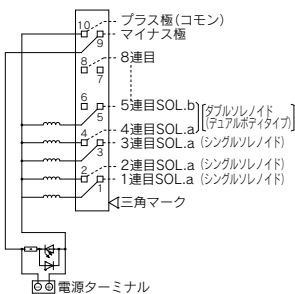 10 プラス極(コモン)
9 マイナス極
8 8連目
7
6
5 5連目SOL.b
[ダブルソレノイド
(デュアルボディタイプ)]
4 4連目SOL.a
3 3連目SOL.a (シングルソレノイド)
2 2連目SOL.a (シングルソレノイド)
1 1連目SOL.a (シングルソレノイド)
三角マーク
電源ターミナル